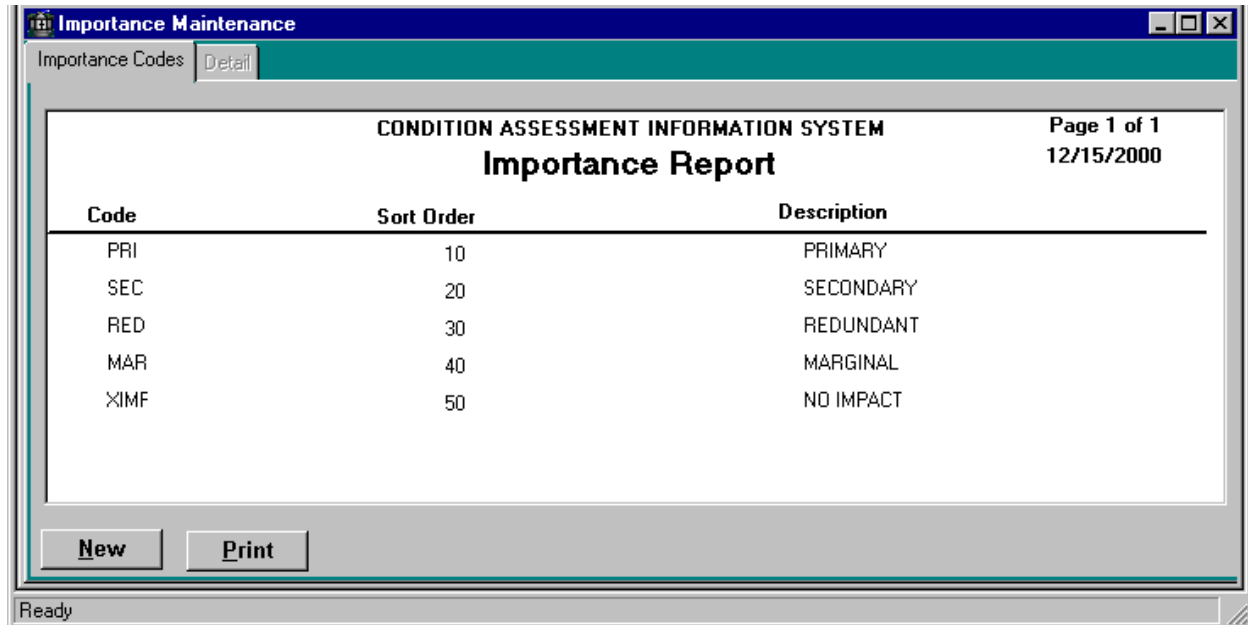 Importance Maintenance
Importance Codes Detail
CONDITION ASSESSMENT INFORMATION SYSTEM Page 1 of 1
Importance Report 12/15/2000
Code Sort Order Description
PRI 10 PRIMARY
SEC 20 SECONDARY
RED 30 REDUNDANT
MAR 40 MARGINAL
XIMF 50 NO IMPACT
New Print
Ready